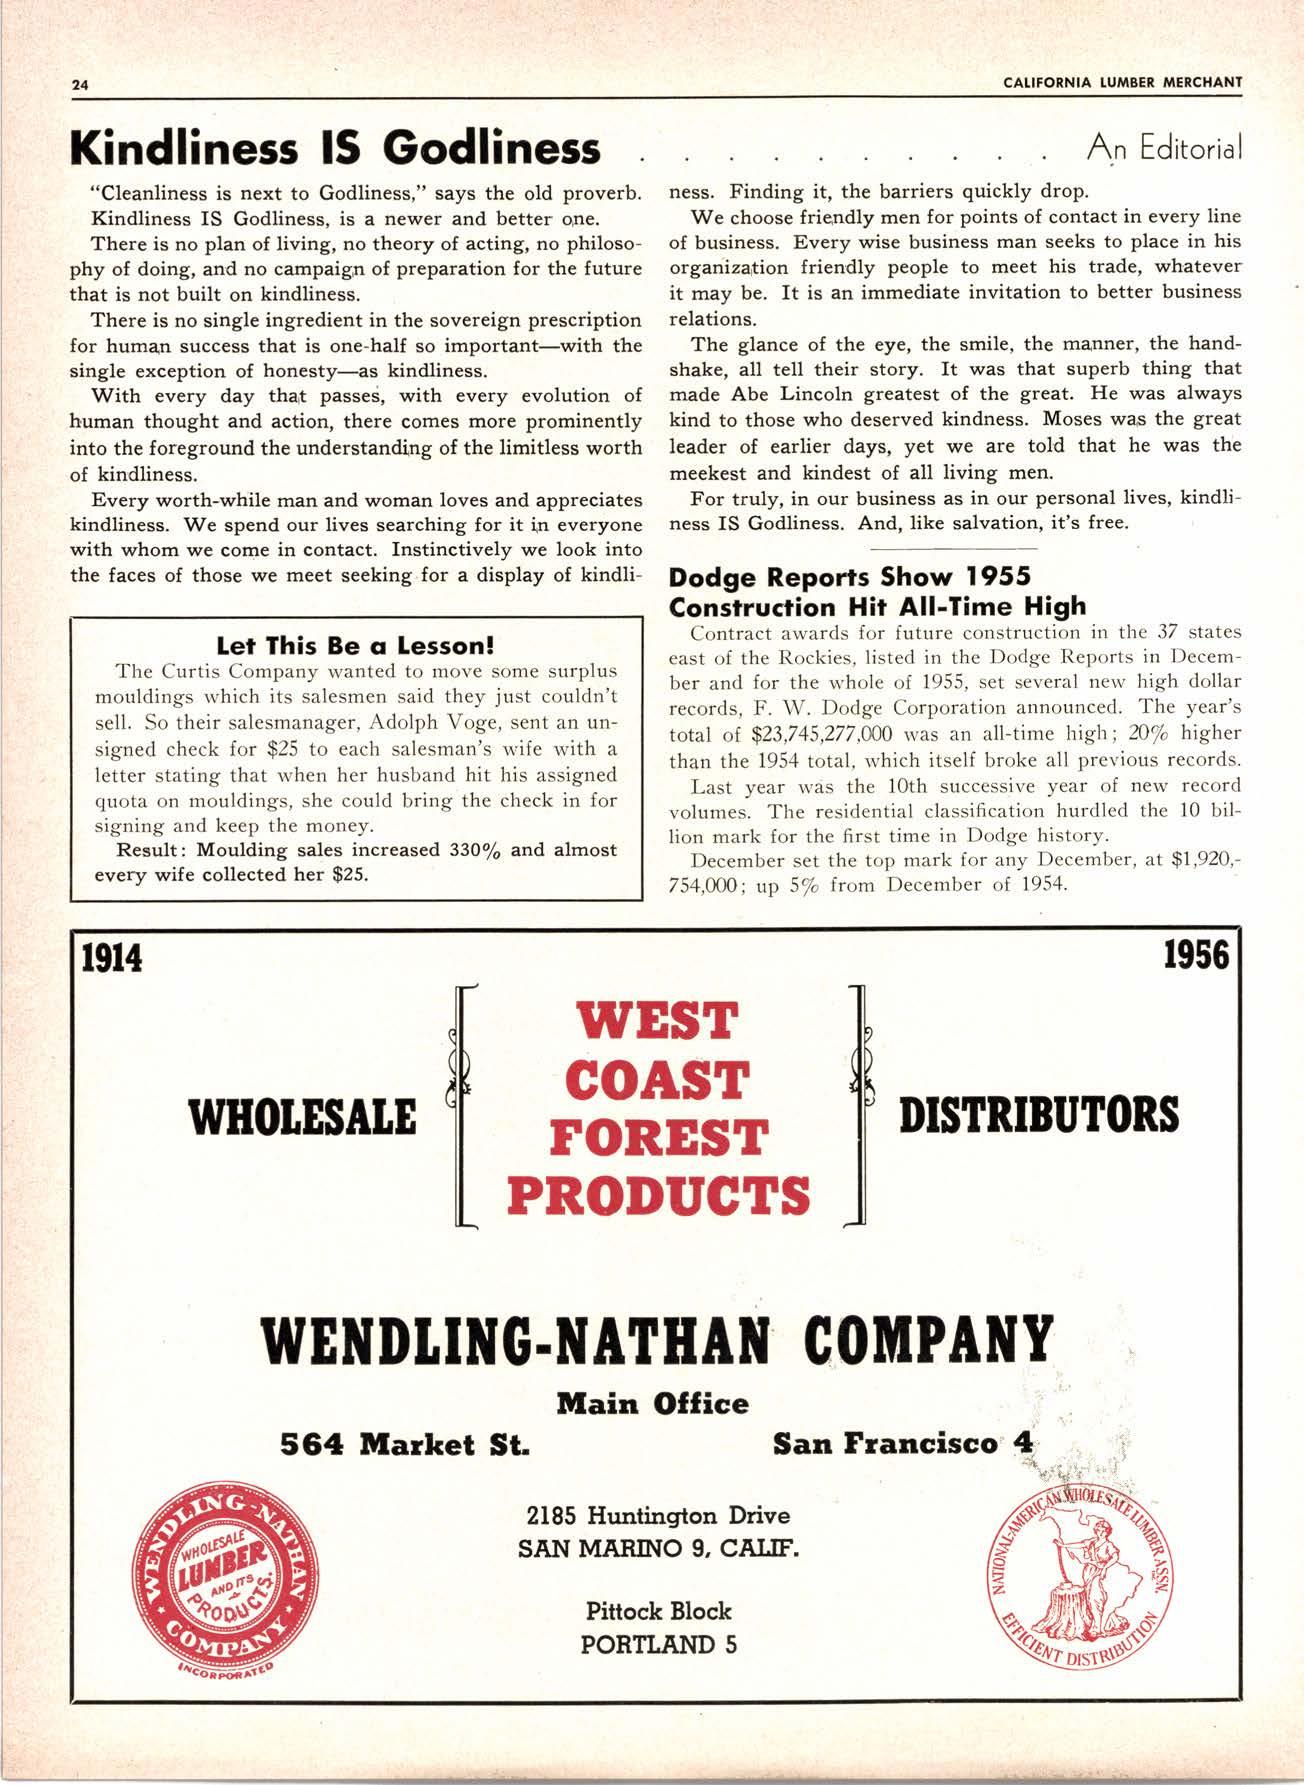 24
CALIFORNIA LUMBER MERCHANT
Kindliness IS Godliness . . . . . . . . . . An Editorial
"Cleanliness is next to Godliness," says the old proverb.
Kindliness IS Godliness, is a newer and better one.
There is no plan of living, no theory of acting, no philoso-
phy of doing, and no campaign of preparation for the future
that is not built on kindliness.
There is no single ingredient in the sovereign prescription
for human success that is one-half so important—with the
single exception of honesty—as kindliness.
With every day that passes, with every evolution of
human thought and action, there comes more prominently
into the foreground the understanding of the limitless worth
of kindliness.
Every worth-while man and woman loves and appreciates
kindliness. We spend our lives searching for it in everyone
with whom we come in contact. Instinctively we look into
the faces of those we meet seeking for a display of kindli-
ness. Finding it, the barriers quickly drop.
We choose friendly men for points of contact in every line
of business. Every wise business man seeks to place in his
organization friendly people to meet his trade, whatever
it may be. It is an immediate invitation to better business
relations.
The glance of the eye, the smile, the manner, the hand-
shake, all tell their story. It was that superb thing that
made Abe Lincoln greatest of the great. He was always
kind to those who deserved kindness. Moses was the great
leader of earlier days, yet we are told that he was the
meekest and kindest of all living men.
For truly, in our business as in our personal lives, kindli-
ness IS Godliness. And, like salvation, it's free.
Let This Be a Lesson!
The Curtis Company wanted to move some surplus
mouldings which its salesmen said they just couldn't
sell. So their salesmanager, Adolph Voge, sent an un-
signed check for $25 to each salesman's wife with a
letter stating that when her husband hit his assigned
quota on mouldings, she could bring the check in for
signing and keep the money.
Result: Moulding sales increased 330% and almost
every wife collected her $25.
Dodge Reports Show 1955
Construction Hit All-Time High
Contract awards for future construction in the 37 states
east of the Rockies, listed in the Dodge Reports in Decem-
ber and for the whole of 1955, set several new high dollar
records, F. W. Dodge Corporation announced. The year's
total of $23,745,277,000 was an all-time high; 20% higher
than the 1954 total, which itself broke all previous records.
Last year was the 10th successive year of new record
volumes. The residential classification hurdled the 10 bil-
lion mark for the first time in Dodge history.
December set the top mark for any December, at $1,920,-
754,000; up 5% from December of 1954.
1914
1956
WHOLESALE
WEST
COAST
FOREST
PRODUCTS
DISTRIBUTORS
WENDLING-NATHAN COMPANY
Main Office
564 Market St.
San Francisco 4
2185 Huntington Drive
SAN MARINO 9, CALIF.
Pittock Block
PORTLAND 5
WENDLING-NATHAN
COMPANY
INCORPORATED
WHOLESALE
LUMBER
AND ITS
PRODUCTS.
NATIONAL-AMERICAN WHOLESALE LUMBER ASSN.
EFFICIENT DISTRIBUTION